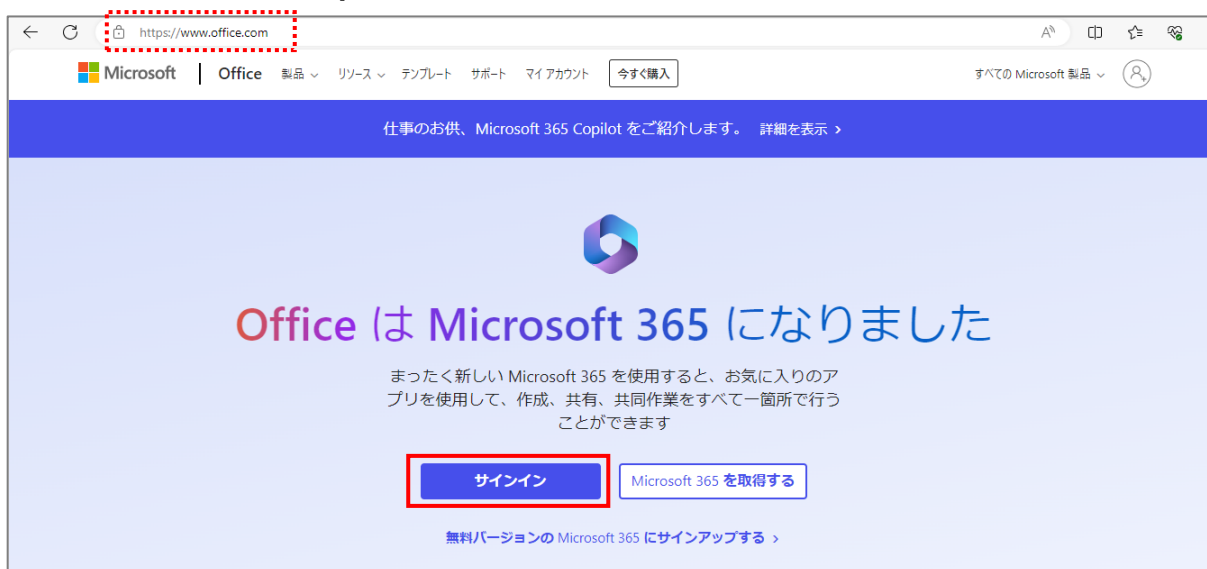 https://www.office.com
Microsoft Office 製品 リソース テンプレート サポート マイ アカウント 今すぐ購入 すべての Microsoft 製品
仕事のお供、Microsoft 365 Copilot をご紹介します。 詳細を表示 >
Office は Microsoft 365 になりました
まったく新しい Microsoft 365 を使用すると、お気に入りのア
プリを使用して、作成、共有、共同作業をすべて一箇所で行う
ことができます
サインイン Microsoft 365 を取得する
無料バージョンの Microsoft 365 にサインアップする >